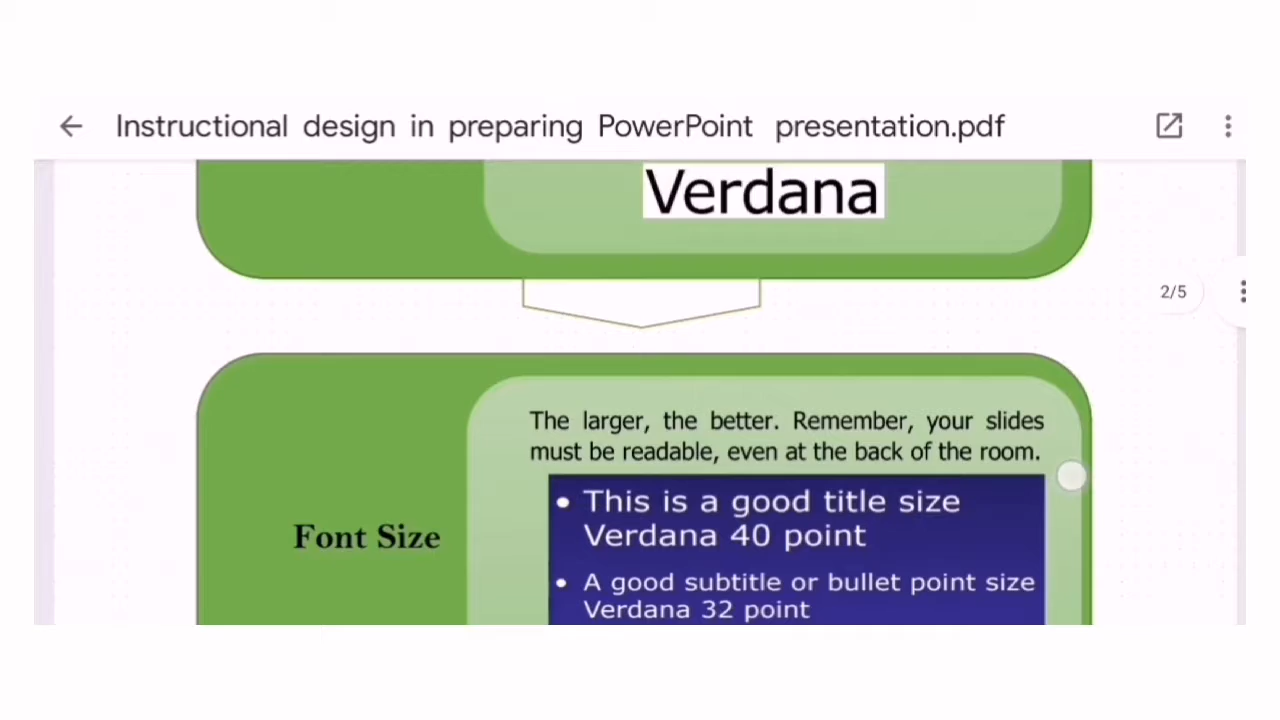 Instructional design in preparing PowerPoint presentation.pdf
Verdana
2/5
The larger, the better. Remember, your slides
must be readable, even at the back of the room.
Font Size
• This is a good title size
Verdana 40 point
• A good subtitle or bullet point size
Verdana 32 point